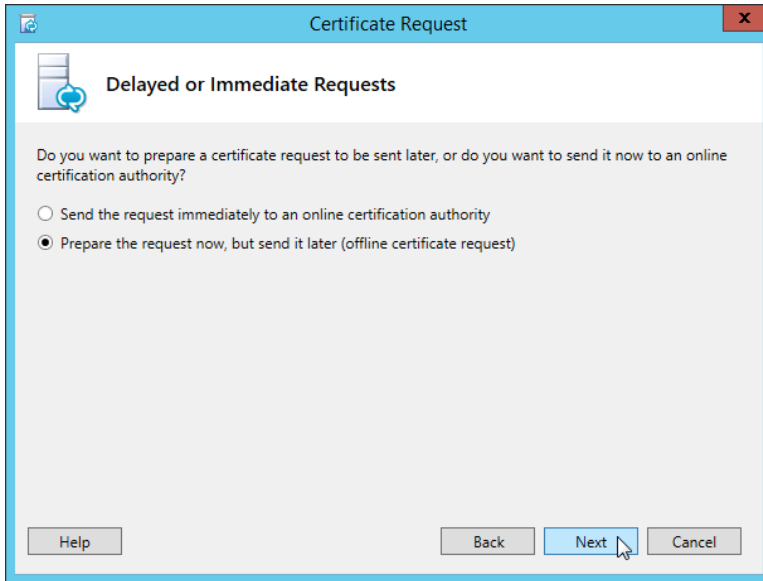 Certificate Request
x
Delayed or Immediate Requests
Do you want to prepare a certificate request to be sent later, or do you want to send it now to an online
certification authority?
Send the request immediately to an online certification authority
Prepare the request now, but send it later (offline certificate request)
Help
Back
Next
Cancel